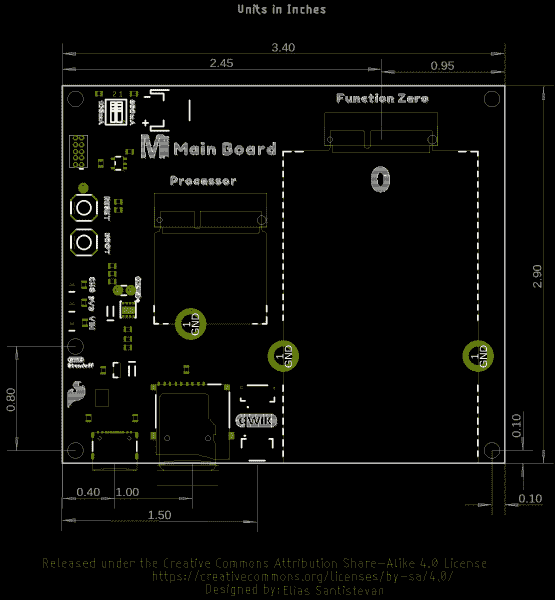 Units in Inches
3.40
2.45
0.95
Function Zero
M Main Board
0
Processor
RESET
BOOT
2.90
1
GND
1
GND
1
GND
0.80
QWIIC
0.10
0.40
1.00
0.10
1.50
Released under the Creative Commons Attribution Share-Alike 4.0 License
https://creativecommons.org/licenses/by-sa/4.0/
Designed by: Elias Santistevan